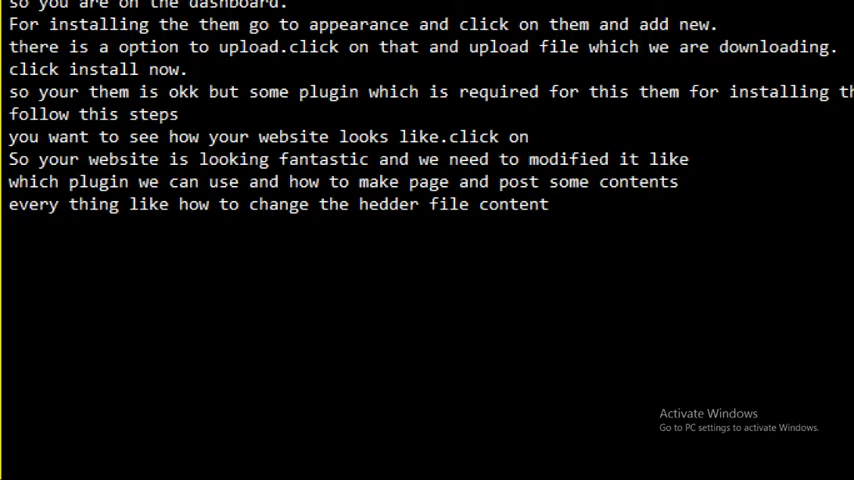 so you are on the dashboard.
For installing the them go to appearance and click on them and add new.
there is a option to upload.click on that and upload file which we are downloading.
click install now.
so your them is okk but some plugin which is required for this them for installing th
follow this steps
you want to see how your website looks like.click on
So your website is looking fantastic and we need to modified it like
which plugin we can use and how to make page and post some contents
every thing like how to change the hedder file content
Activate Windows
Go to PC settings to activate Windows.